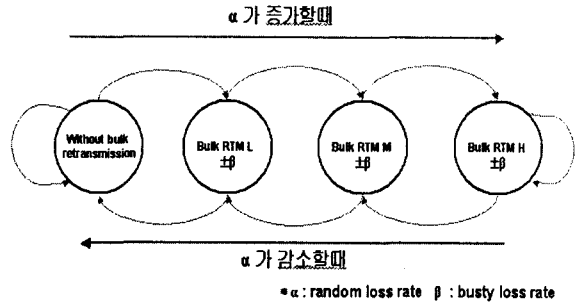 α 가 증가할때
Without bulk
retransmission
Bulk RTM L
±β
Bulk RTM M
±β
Bulk RTM H
±β
α 가 감소할때
* α : random loss rate β : busty loss rate